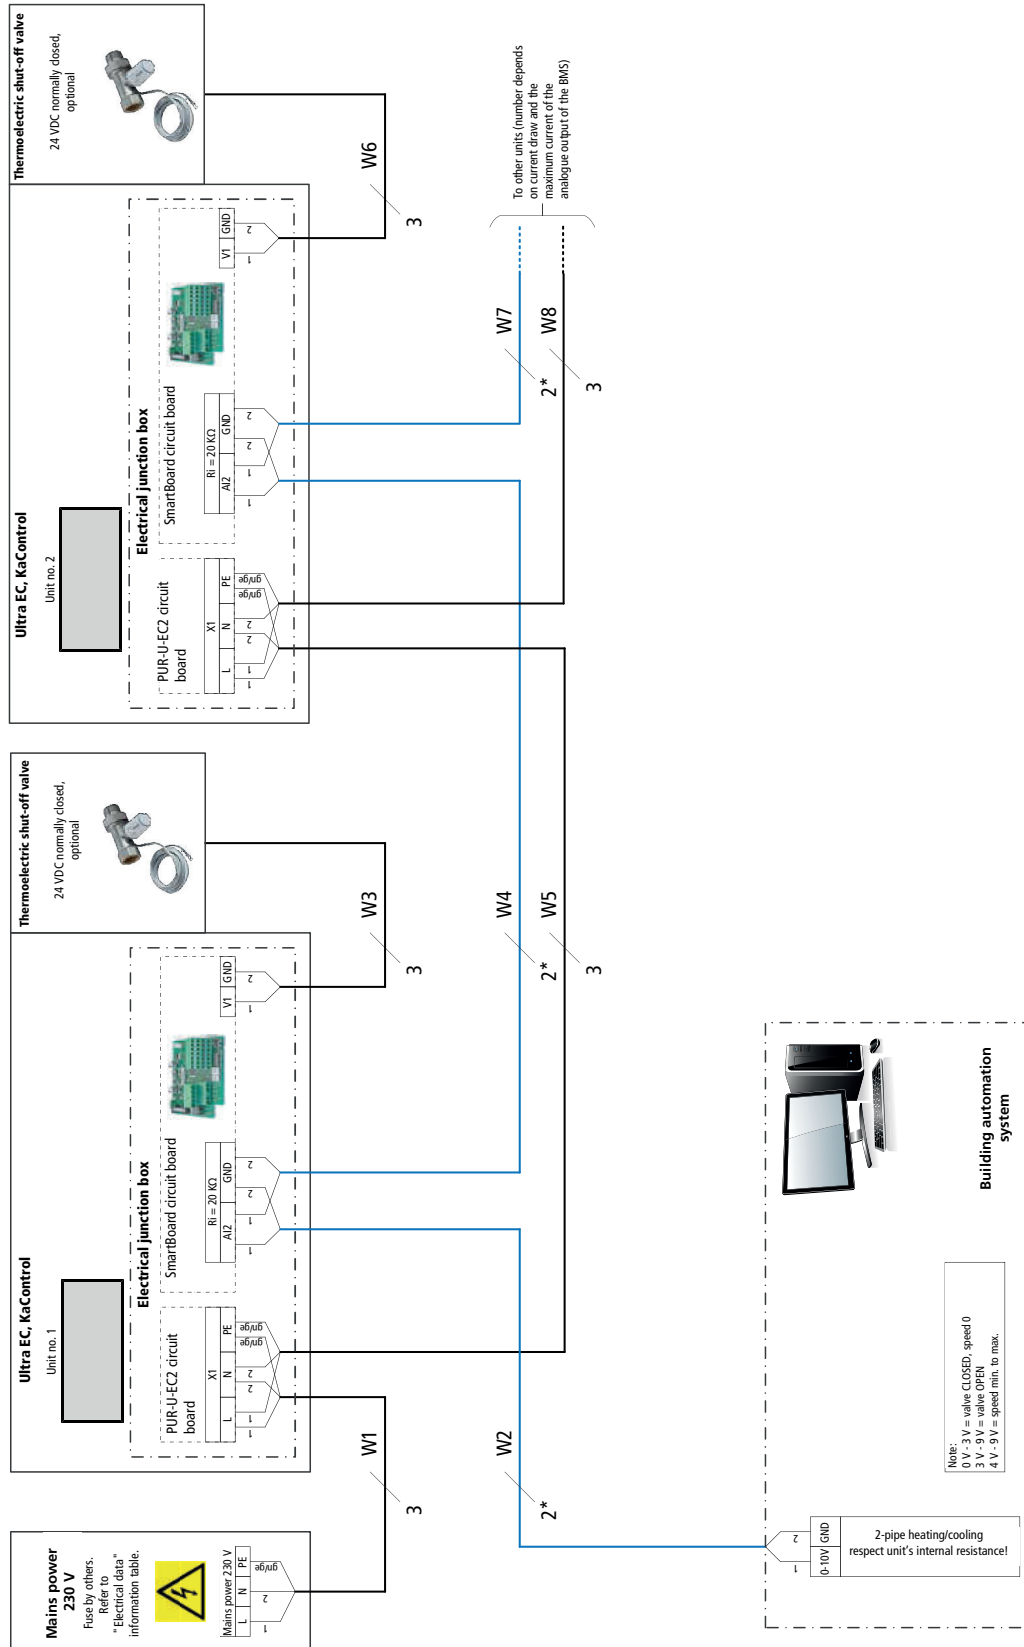 Mains power
230 V
Fuse by others.
Refer to
"Electrical data"
information table.
Mains power 230 V
L N PE
1 2 gn/ge
W1
3
Ultra EC, KaControl
Unit no. 1
Electrical junction box
PUR-U-EC2 circuit
board
X1
L N PE
1 1 2 2 gn/ge gn/ge
SmartBoard circuit board
Ri = 20 KΩ
AI2 GND
1 1 2 2
V1 GND
1 2
Thermoelectric shut-off valve
24 VDC normally closed,
optional
W3
3
W2
2*
W4
2*
W5
3
Ultra EC, KaControl
Unit no. 2
Electrical junction box
PUR-U-EC2 circuit
board
X1
L N PE
1 1 2 2 gn/ge gn/ge
SmartBoard circuit board
Ri = 20 KΩ
AI2 GND
1 1 2 2
V1 GND
1 2
Thermoelectric shut-off valve
24 VDC normally closed,
optional
W6
3
W7
2*
W8
3
To other units (number depends
on current draw and the
maximum current of the
analogue output of the BMS)
1 2
0-10V GND
2-pipe heating/cooling
respect unit's internal resistance!
Note:
0 V - 3 V = valve CLOSED, speed 0
3 V - 9 V = valve OPEN
4 V - 9 V = speed min. to max.
Building automation
system